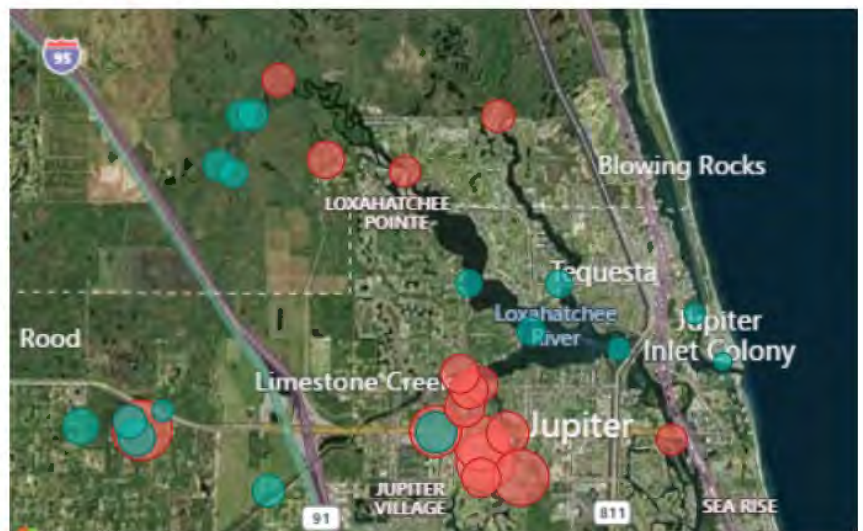 95
Blowing Rocks
LOXAHATCHEE
POINTE
Tequesta
Loxahatchee
River
Jupiter
Inlet Colony
Rood
Limestone Creek
Jupiter
JUPITER
VILLAGE
91
811
SEA RISE